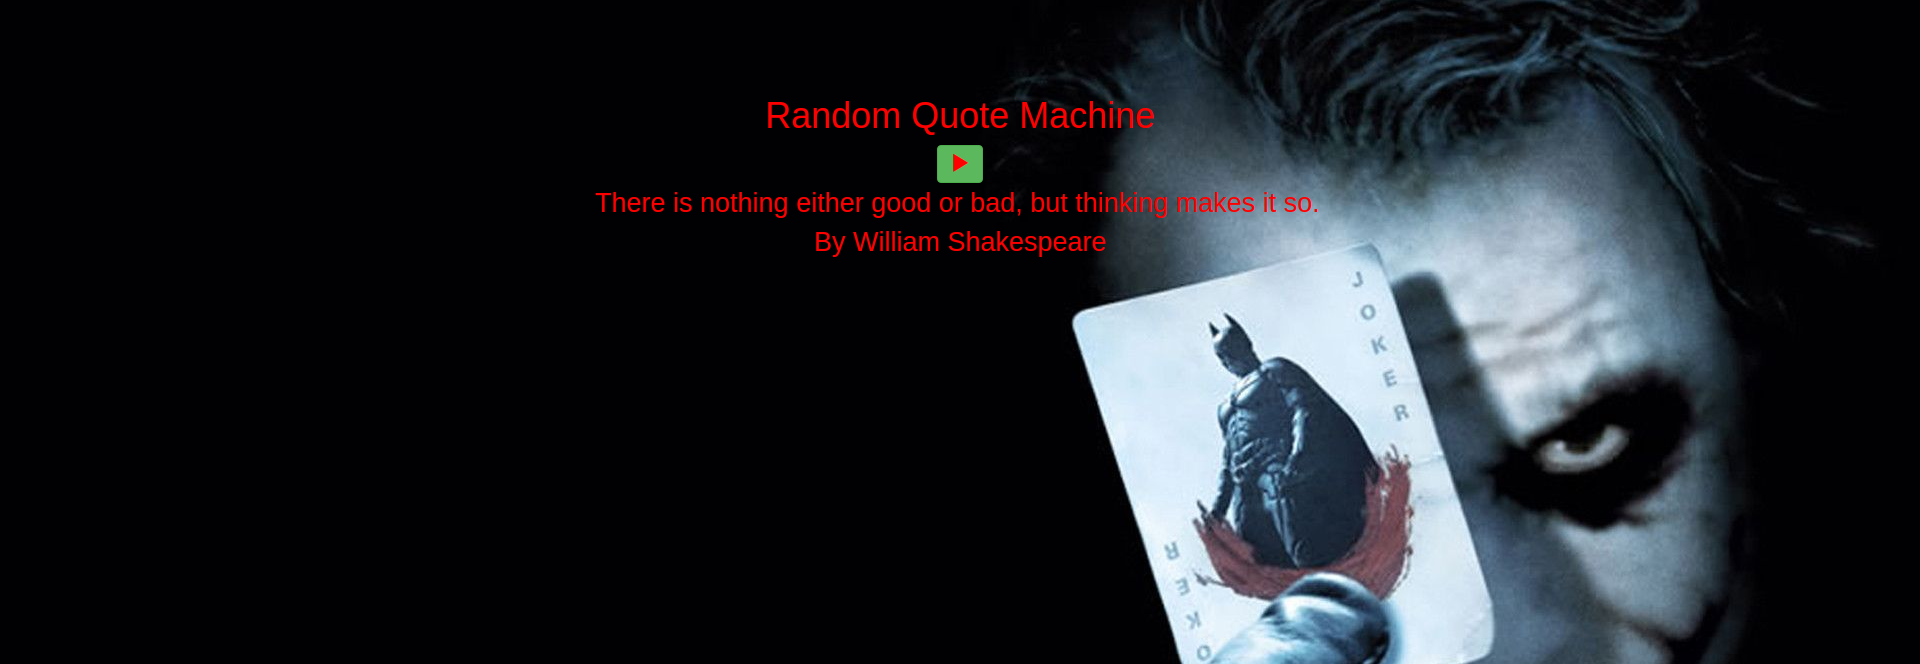 Random Quote Machine
There is nothing either good or bad, but thinking makes it so.
By William Shakespeare
JOKER
JOKER